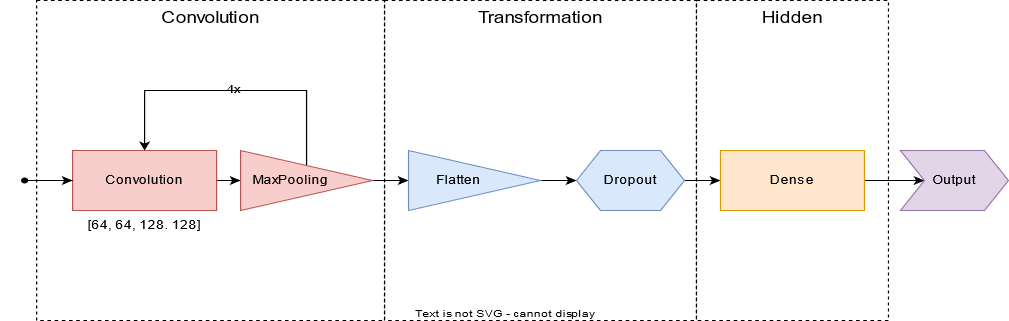 Convolution
Transformation
Hidden
4x
Convolution
MaxPooling
Flatten
Dropout
Dense
Output
[64, 64, 128. 128]
Text is not SVG - cannot display